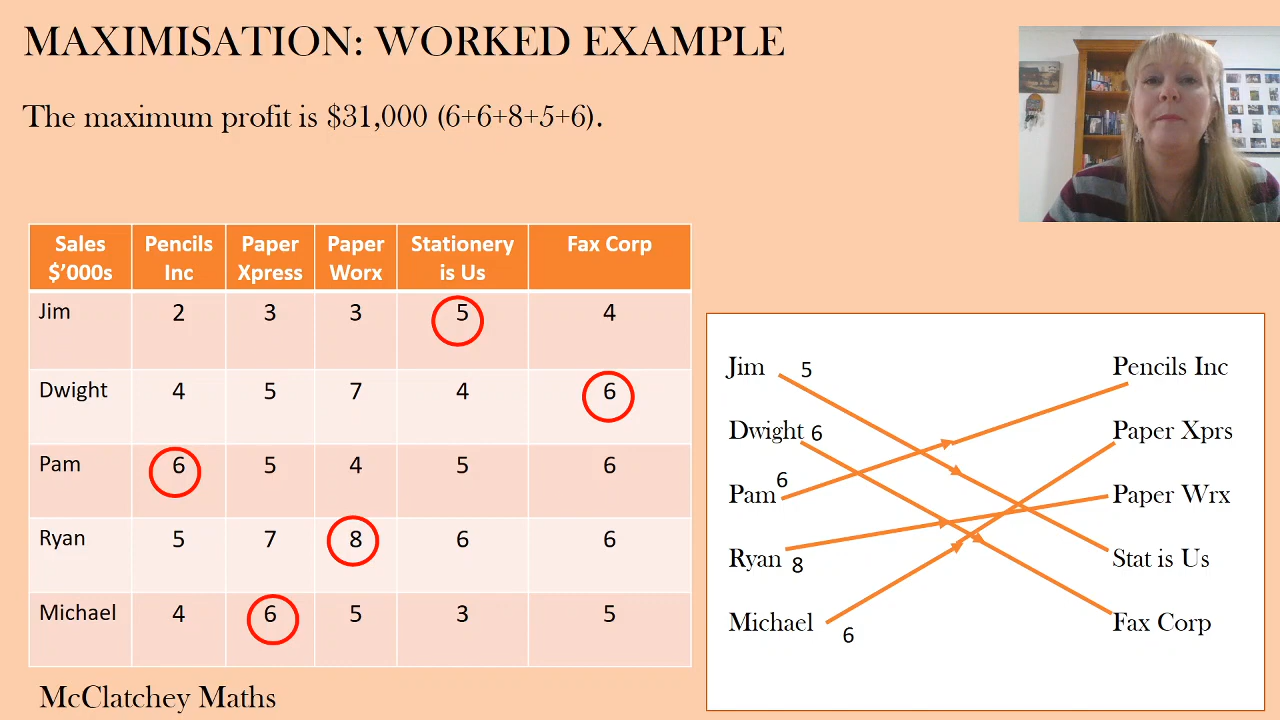 MAXIMISATION: WORKED EXAMPLE
The maximum profit is $31,000 (6+6+8+5+6).
Sales $'000s Pencils Inc Paper Xpress Paper Worx Stationery is Us Fax Corp
Jim 2 3 3 5 4
Dwight 4 5 7 4 6
Pam 6 5 4 5 6
Ryan 5 7 8 6 6
Michael 4 6 5 3 5
Jim 5 Pencils Inc
Dwight 6 Paper Xprs
Pam 6 Paper Wrx
Ryan 8 Stat is Us
Michael 6 Fax Corp
McClatchey Maths